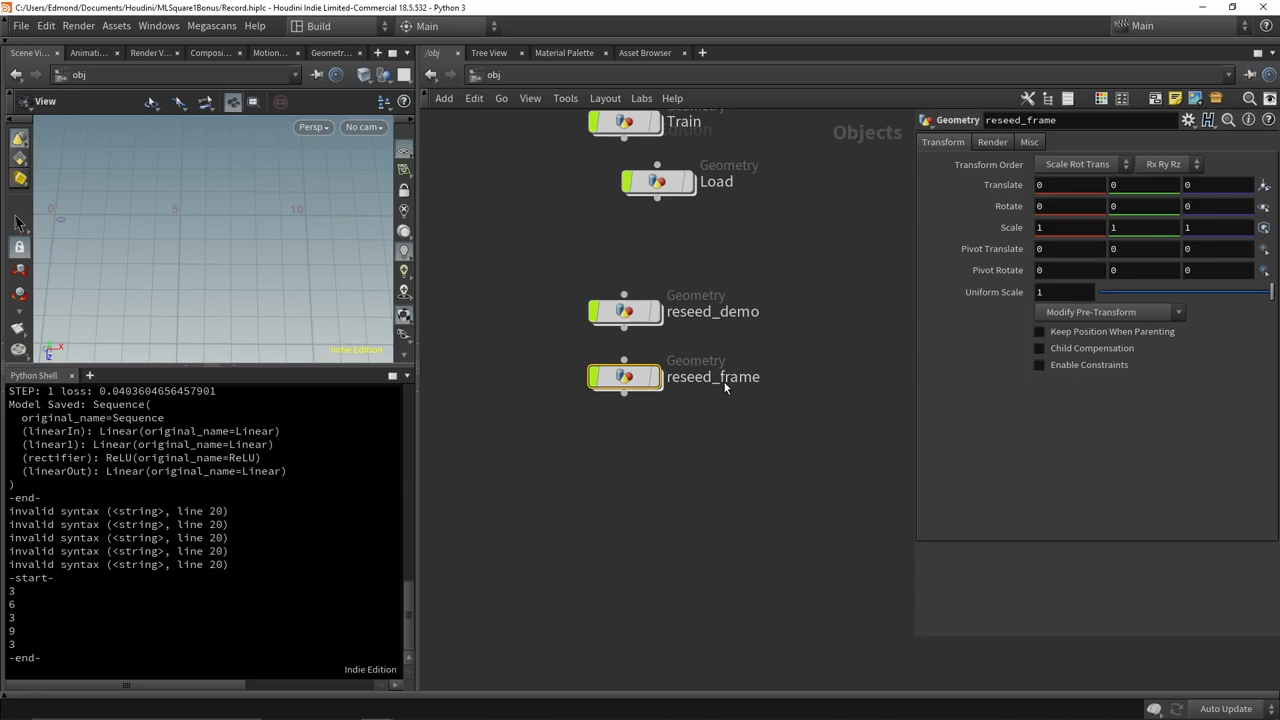 C:/Users/Edmond/Documents/Houdini/MLSquare1Bonus/Record.hiplc - Houdini Indie Limited-Commercial 18.5.532 - Python 3
File Edit Render Assets Windows Megascans Help Build Main Main
Scene Vi... Animati... Render V... Composi... Motion... Geometr...
/obj Tree View Material Palette Asset Browser
obj
obj
View
Add Edit Go View Tools Layout Labs Help
Persp No cam
0 5 10
Indie Edition
x
z
Python Shell
STEP: 1 loss: 0.0403604656457901
Model Saved: Sequence(
original_name=Sequence
(linearIn): Linear(original_name=Linear)
(linear1): Linear(original_name=Linear)
(rectifier): ReLU(original_name=ReLU)
(linearOut): Linear(original_name=Linear)
)
-end-
invalid syntax (<string>, line 20)
invalid syntax (<string>, line 20)
invalid syntax (<string>, line 20)
invalid syntax (<string>, line 20)
invalid syntax (<string>, line 20)
-start-
3
6
3
9
3
-end-
Indie Edition
Objects
Train
Geometry
Load
Geometry
reseed_demo
Geometry
reseed_frame
Geometry reseed_frame
Transform Render Misc
Transform Order Scale Rot Trans Rx Ry Rz
Translate 0 0 0
Rotate 0 0 0
Scale 1 1 1
Pivot Translate 0 0 0
Pivot Rotate 0 0 0
Uniform Scale 1
Modify Pre-Transform
Keep Position When Parenting
Child Compensation
Enable Constraints
Auto Update